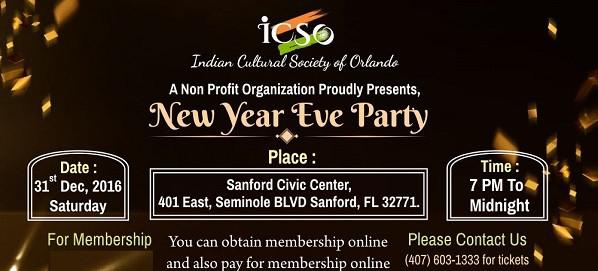 icso
Indian Cultural Society of Orlando
A Non Profit Organization Proudly Presents,
New Year Eve Party
Date :
31st Dec, 2016
Saturday
Place :
Sanford Civic Center,
401 East, Seminole BLVD Sanford, FL 32771.
Time :
7 PM To
Midnight
For Membership
You can obtain membership online
and also pay for membership online
Please Contact Us
(407) 603-1333 for tickets